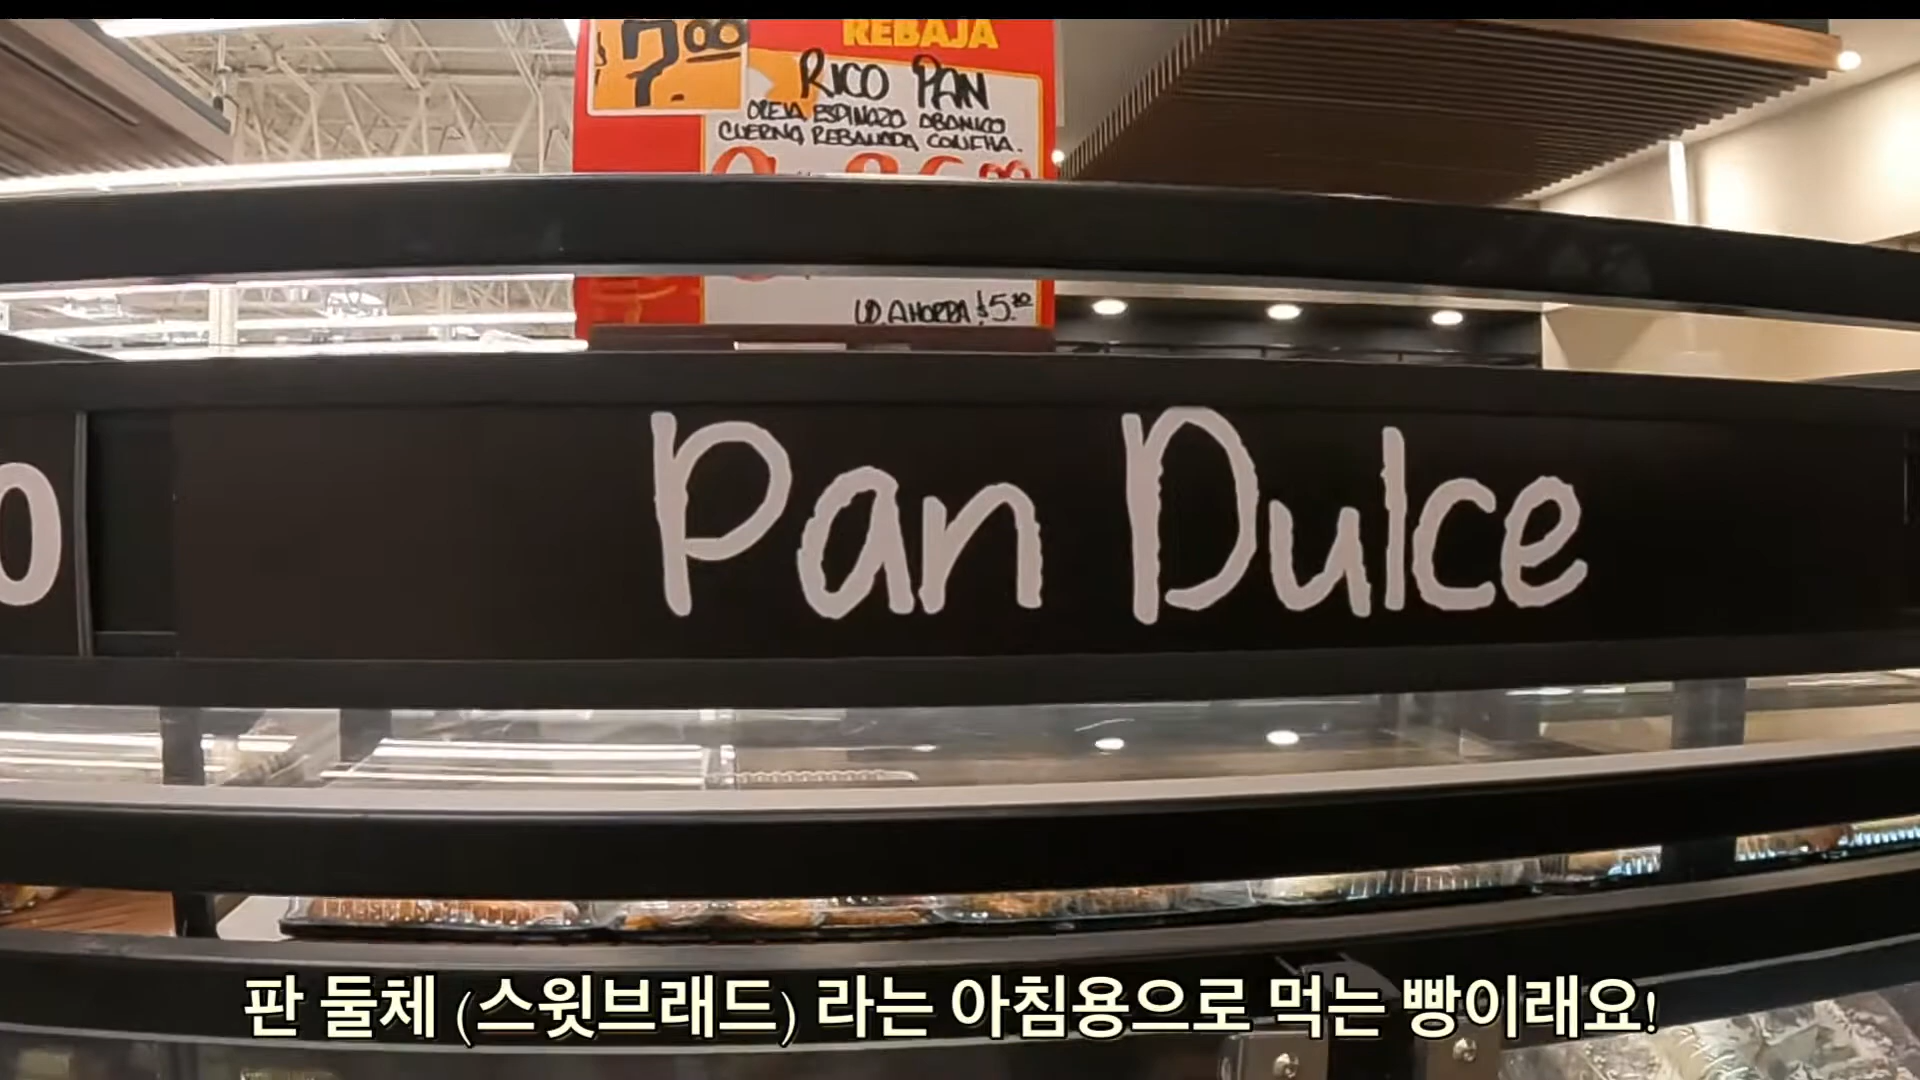 REBAJA
$7.00
RICO PAN
OREJA ESPINAZO ABANICO
CUERNO, REBANADA, CONCHA.
UD. AHORRA $5.
Pan Dulce
판 둘체 (스윗브래드) 라는 아침용으로 먹는 빵이래요!